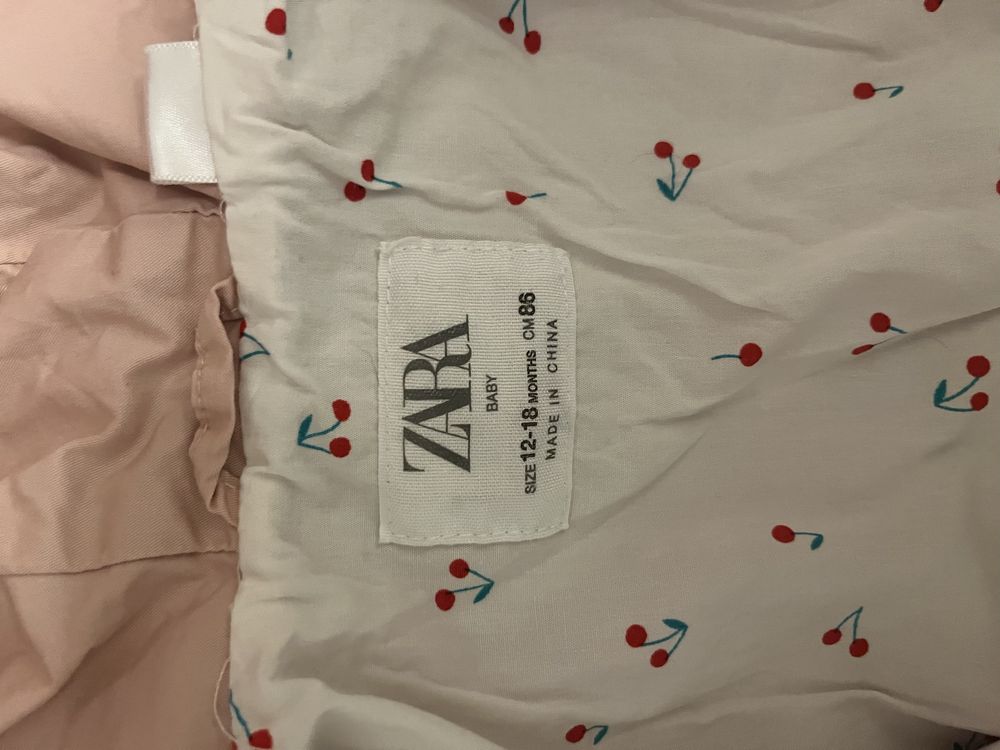 ZARA
BABY
SIZE 12-18 MONTHS CM 86
MADE IN CHINA